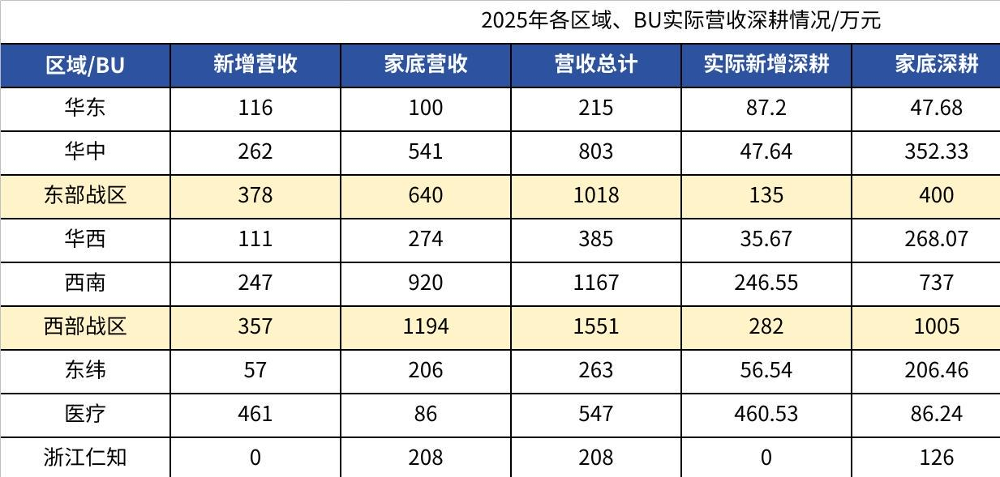 2025年各区域、BU实际营收深耕情况/万元
区域/BU 新增营收 家底营收 营收总计 实际新增深耕 家底深耕
华东 116 100 215 87.2 47.68
华中 262 541 803 47.64 352.33
东部战区 378 640 1018 135 400
华西 111 274 385 35.67 268.07
西南 247 920 1167 246.55 737
西部战区 357 1194 1551 282 1005
东纬 57 206 263 56.54 206.46
医疗 461 86 547 460.53 86.24
浙江仁知 0 208 208 0 126